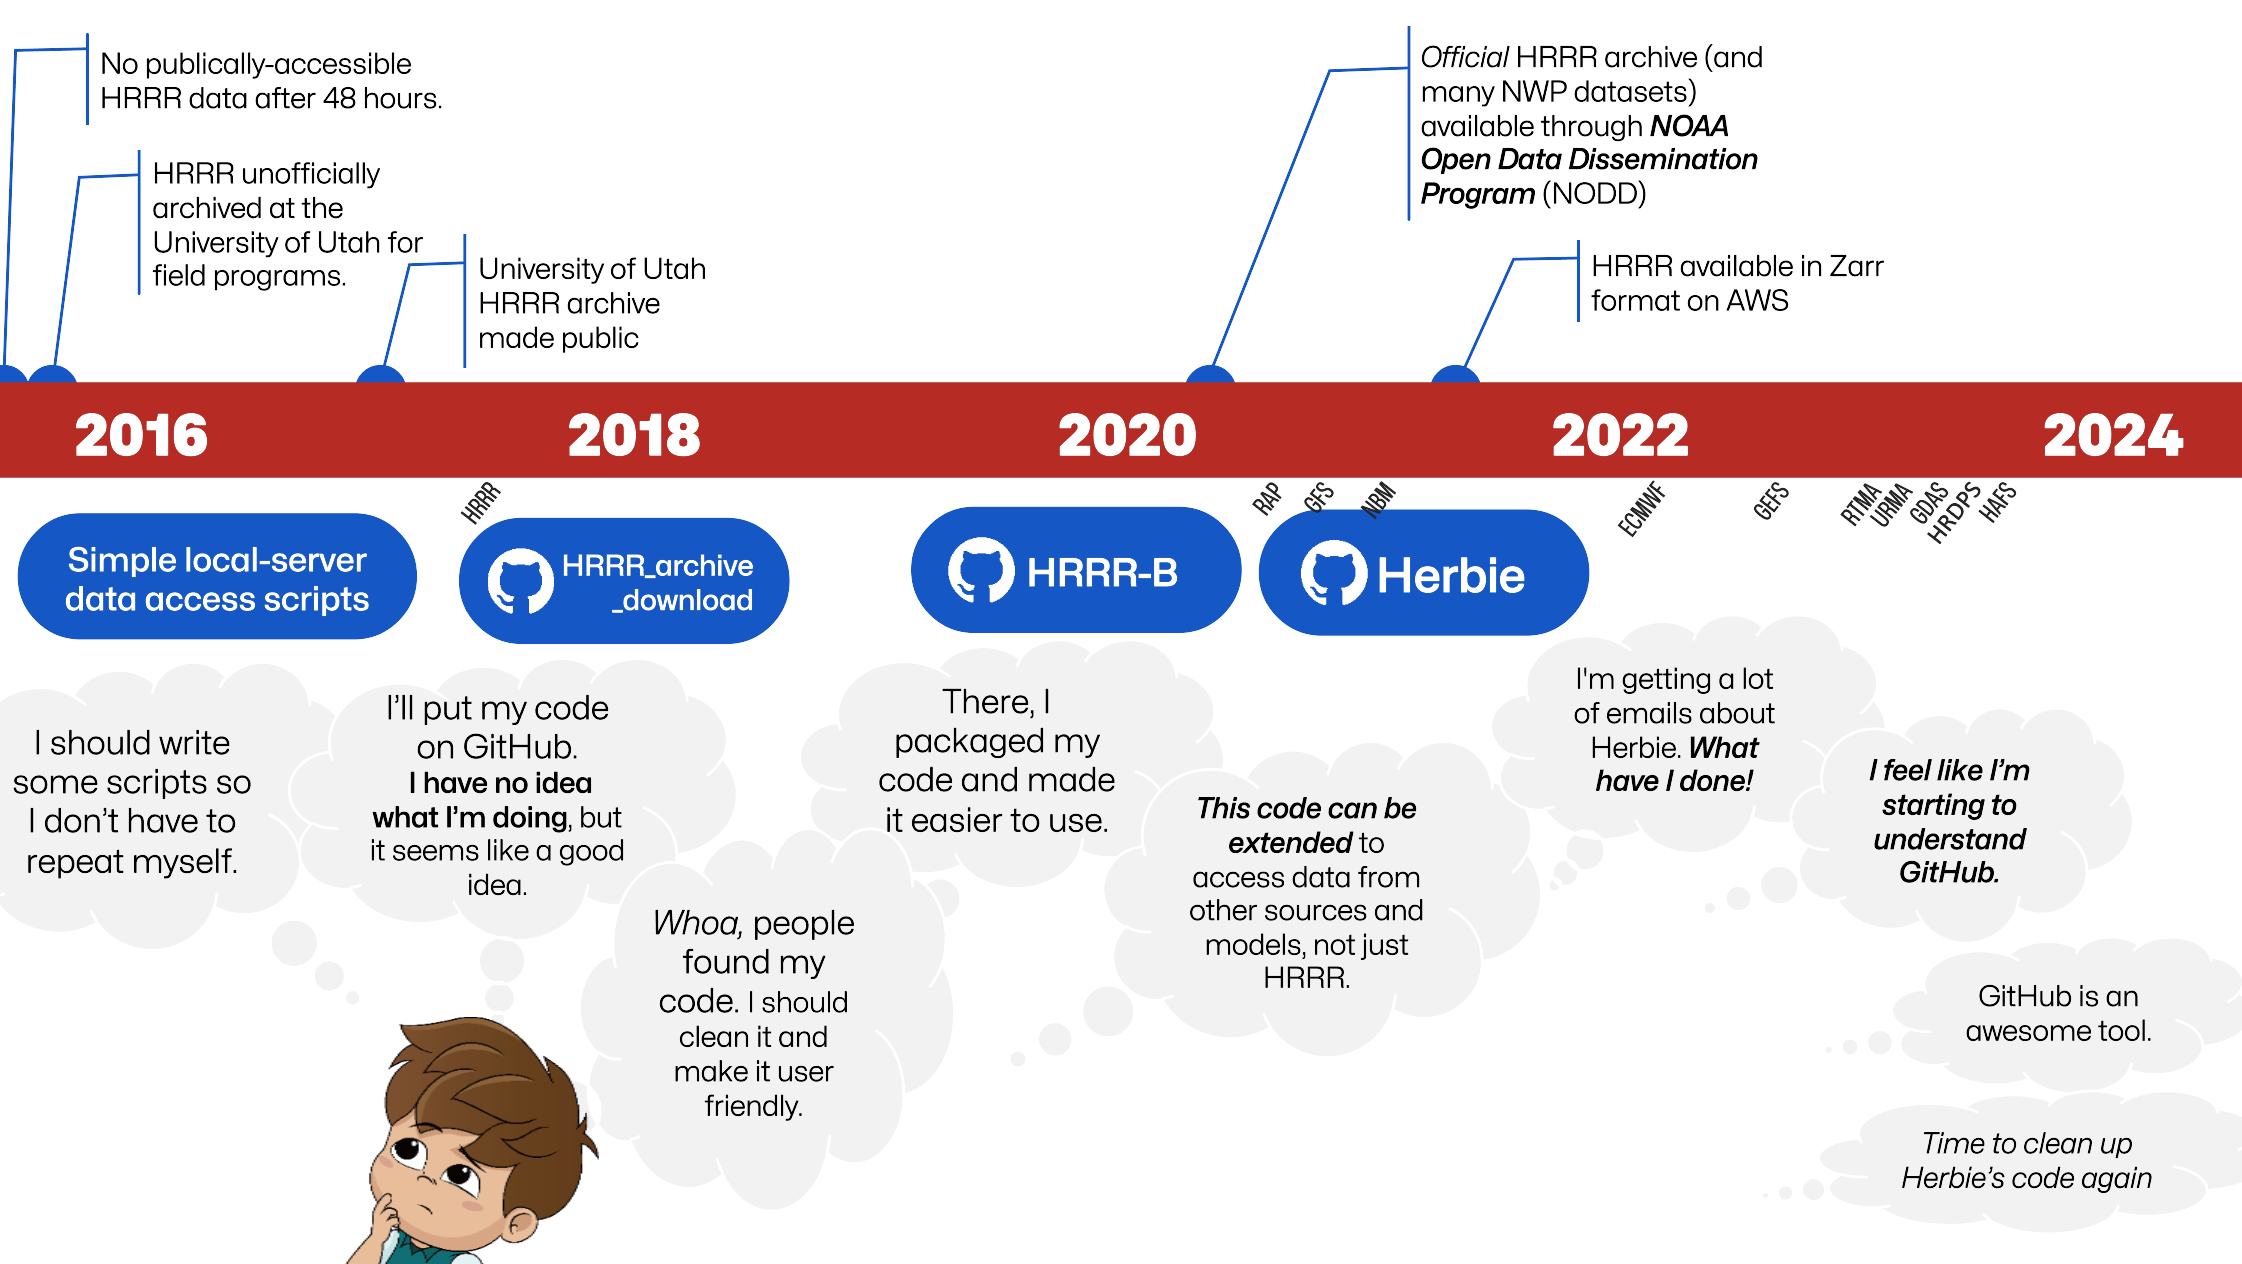 No publically-accessible
HRRR data after 48 hours.
HRRR unofficially
archived at the
University of Utah for
field programs.
University of Utah
HRRR archive
made public
Official HRRR archive (and
many NWP datasets)
available through NOAA
Open Data Dissemination
Program (NODD)
HRRR available in Zarr
format on AWS
2016
2018
2020
2022
2024
HRRR
RAP
GFS
NBM
ECMWF
GEFS
RTMA
URMA
GDAS
HRDPS
HAFS
Simple local-server
data access scripts
HRRR_archive
_download
HRRR-B
Herbie
I should write
some scripts so
I don’t have to
repeat myself.
I’ll put my code
on GitHub.
I have no idea
what I’m doing, but
it seems like a good
idea.
Whoa, people
found my
code. I should
clean it and
make it user
friendly.
There, I
packaged my
code and made
it easier to use.
This code can be
extended to
access data from
other sources and
models, not just
HRRR.
I'm getting a lot
of emails about
Herbie. What
have I done!
I feel like I’m
starting to
understand
GitHub.
GitHub is an
awesome tool.
Time to clean up
Herbie’s code again